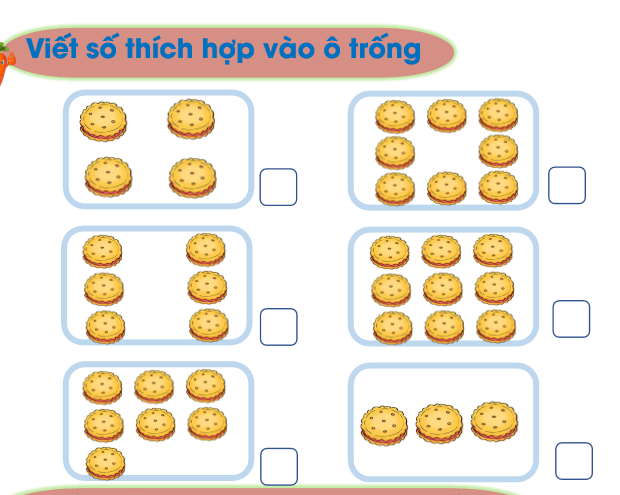 Viết số thích hợp vào ô trống